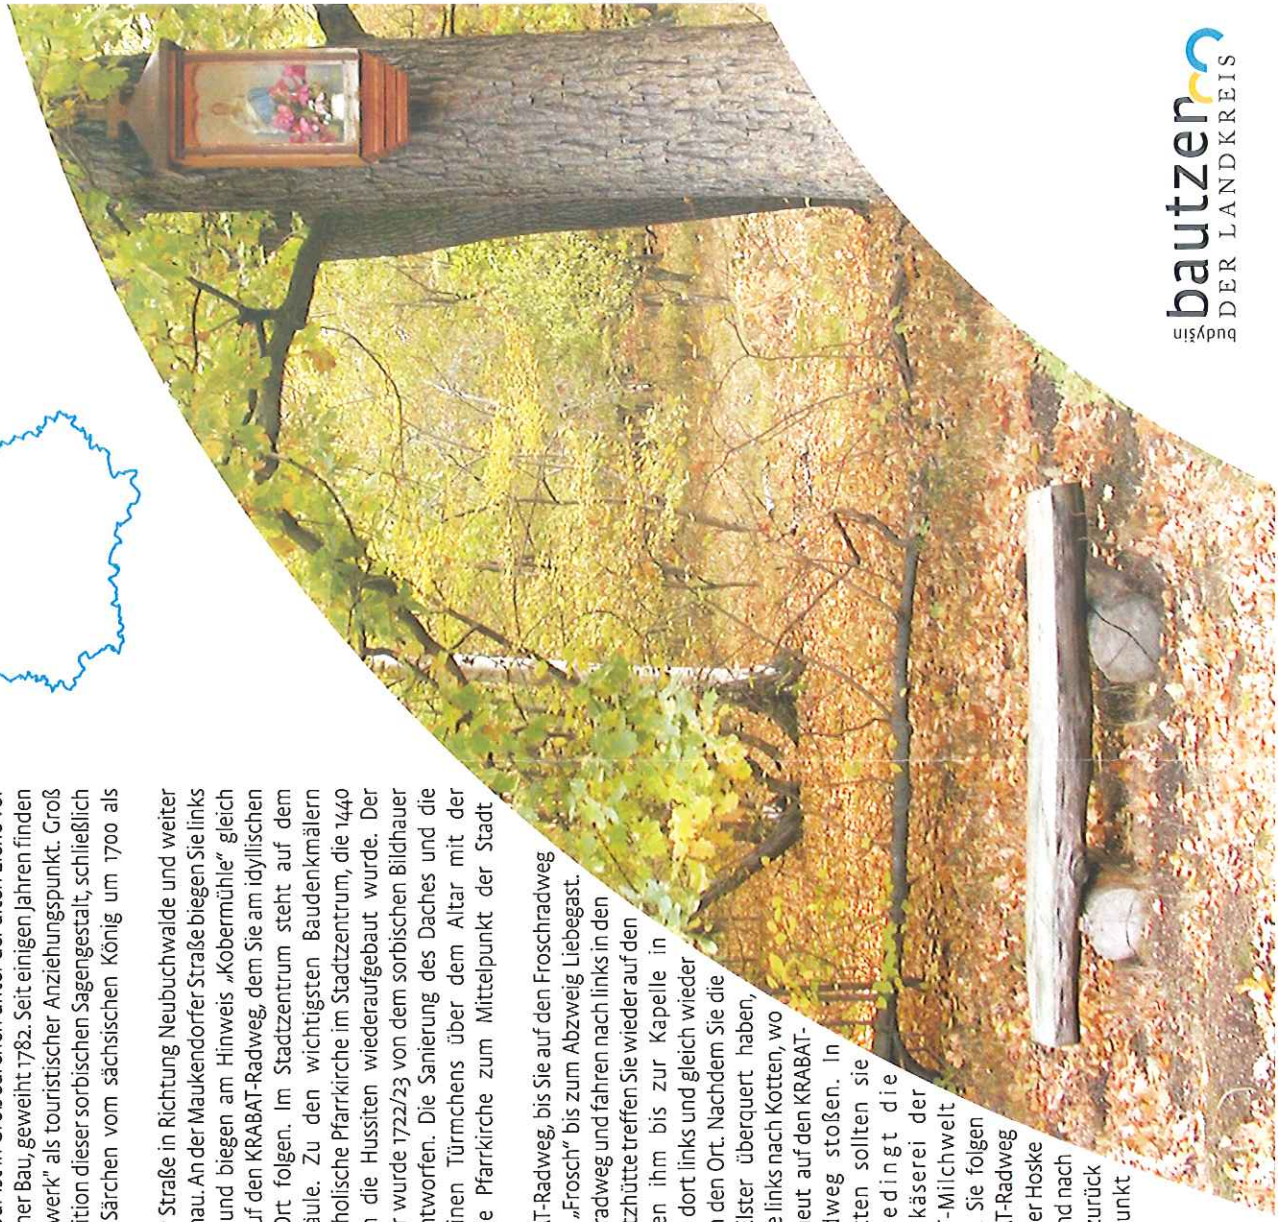 ner Bau, geweiht 1782. Seit einigen Jahren finden
werk“ als touristischer Anziehungspunkt. Groß
ition dieser sorbischen Sagengestalt, schließlich
Särchen vom sächsischen König um 1700 als
Straße in Richtung Neubuchwalde und weiter
nau. An der Maukendorfer Straße biegen Sie links
und biegen am Hinweis „Kobermühle“ gleich
uf den KRABAT-Radweg, dem Sie am idyllischen
Ort folgen. Im Stadtzentrum steht auf dem
äule. Zu den wichtigsten Baudenkmälern
holische Pfarrkirche im Stadtzentrum, die 1440
n die Hussiten wiederaufgebaut wurde. Der
r wurde 1722/23 von dem sorbischen Bildhauer
ntworfen. Die Sanierung des Daches und die
inen Türmchens über dem Altar mit der
e Pfarrkirche zum Mittelpunkt der Stadt
AT-Radweg, bis Sie auf den Froschradweg
„Frosch“ bis zum Abzweig Liebegast.
radweg und fahren nach links in den
tzhütte treffen Sie wieder auf den
en ihm bis zur Kapelle in
dort links und gleich wieder
n den Ort. Nachdem Sie die
lster überquert haben,
e links nach Kotten, wo
neut auf den KRABAT-
dweg stoßen. In
tten sollten sie
edingt die
käserei der
T-Milchwelt
Sie folgen
AT-Radweg
er Hoske
nd nach
zurück
unkt
budyšin
bautzen
DER LANDKREIS